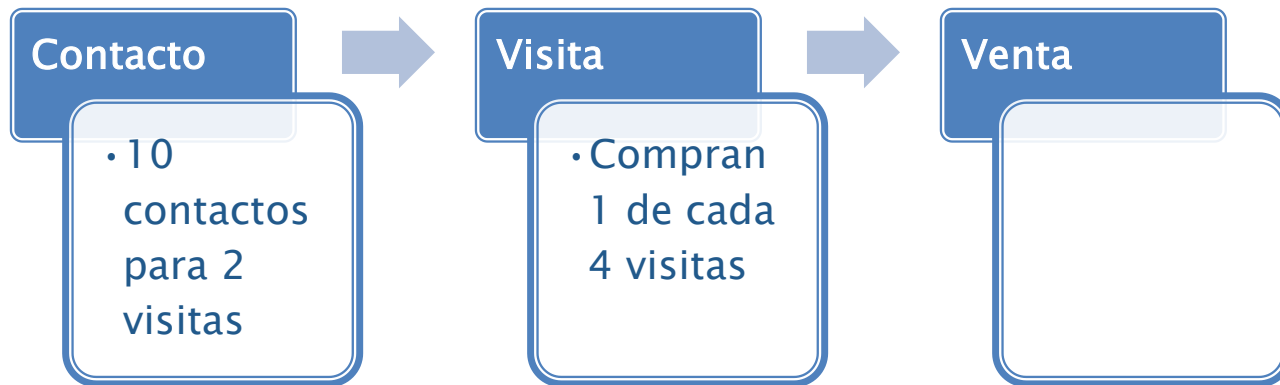 Contacto
• 10
contactos
para 2
visitas
Visita
• Compran
1 de cada
4 visitas
Venta